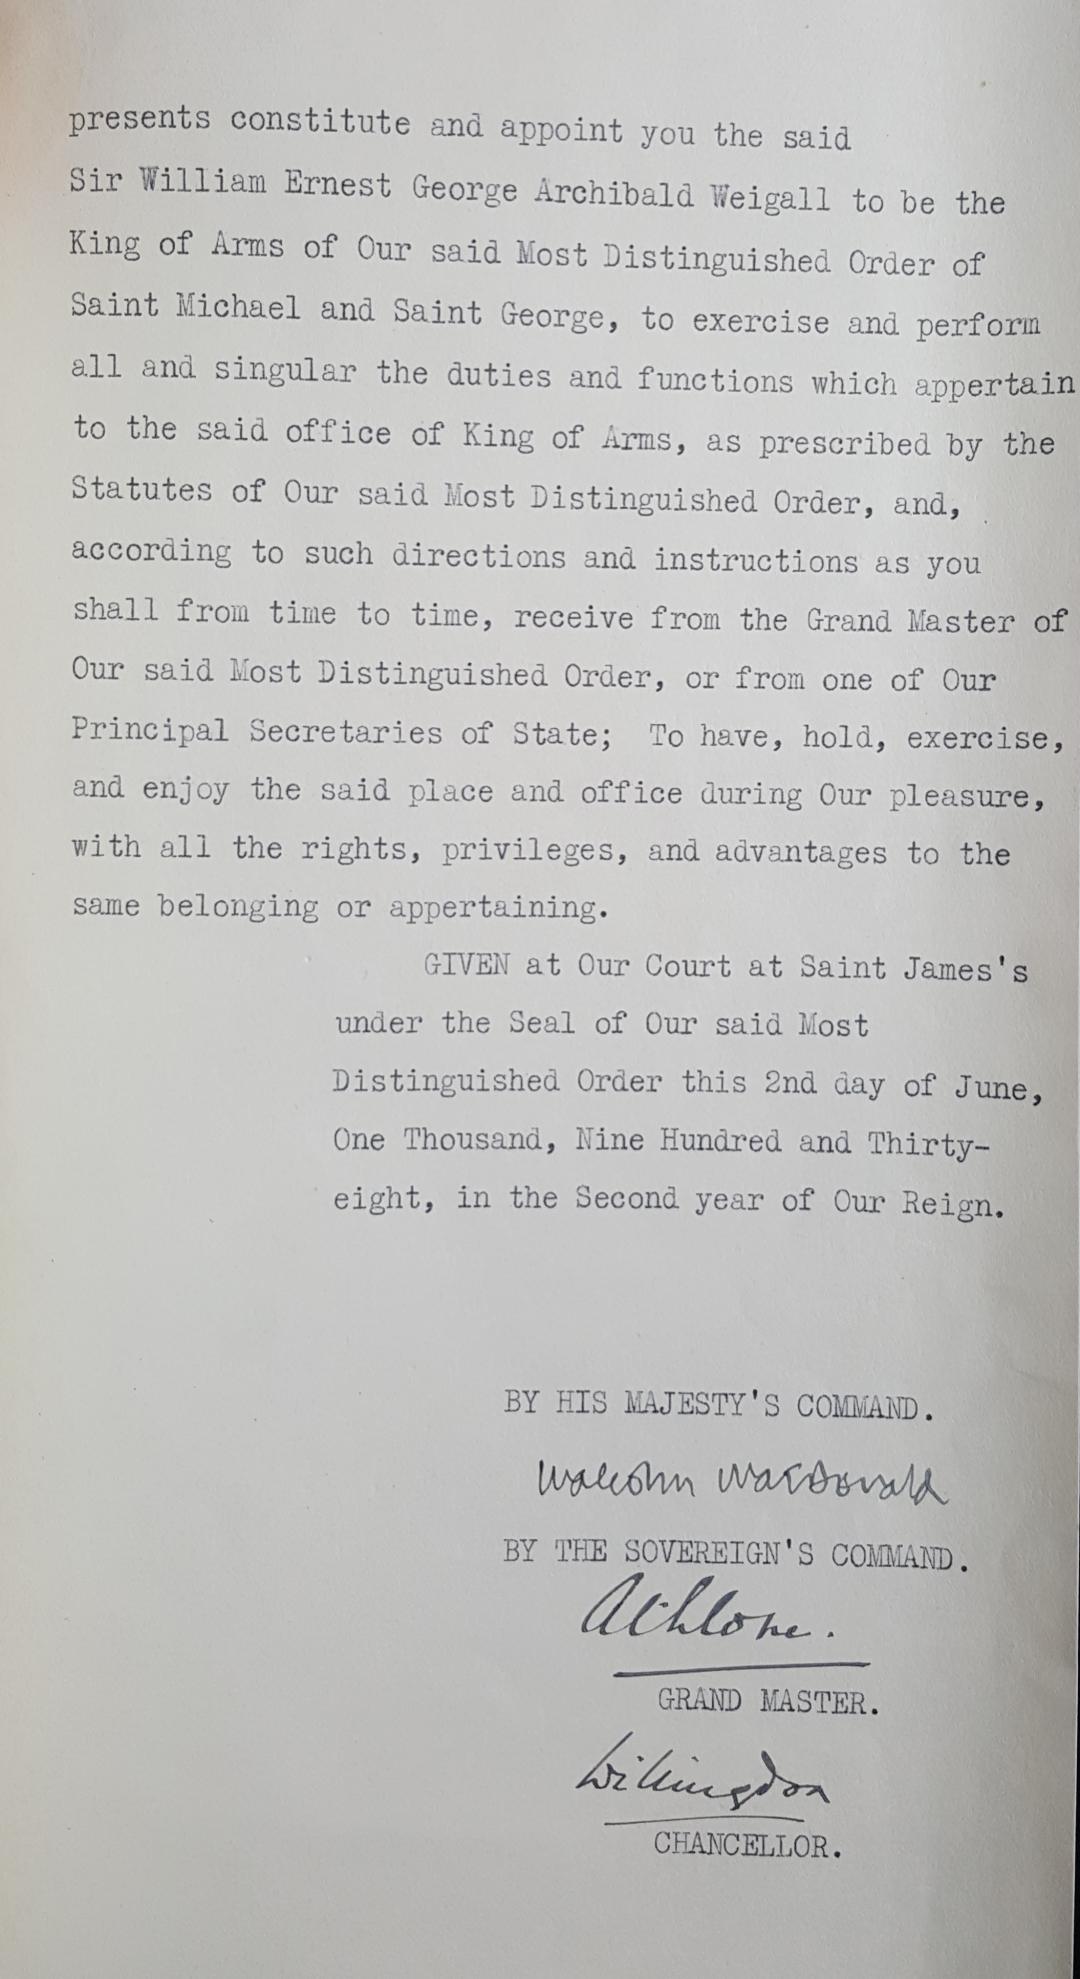 presents constitute and appoint you the said
Sir William Ernest George Archibald Weigall to be the
King of Arms of Our said Most Distinguished Order of
Saint Michael and Saint George, to exercise and perform
all and singular the duties and functions which appertain
to the said office of King of Arms, as prescribed by the
Statutes of Our said Most Distinguished Order, and,
according to such directions and instructions as you
shall from time to time, receive from the Grand Master of
Our said Most Distinguished Order, or from one of Our
Principal Secretaries of State; To have, hold, exercise,
and enjoy the said place and office during Our pleasure,
with all the rights, privileges, and advantages to the
same belonging or appertaining.
GIVEN at Our Court at Saint James's
under the Seal of Our said Most
Distinguished Order this 2nd day of June,
One Thousand, Nine Hundred and Thirty-
eight, in the Second year of Our Reign.
BY HIS MAJESTY'S COMMAND.
Malcolm MacDonald
BY THE SOVEREIGN'S COMMAND.
Athlone.
GRAND MASTER.
Willingdon
CHANCELLOR.